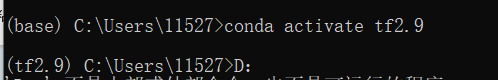 (base) C:\Users\11527>conda activate tf2.9
(tf2.9) C:\Users\11527>D: